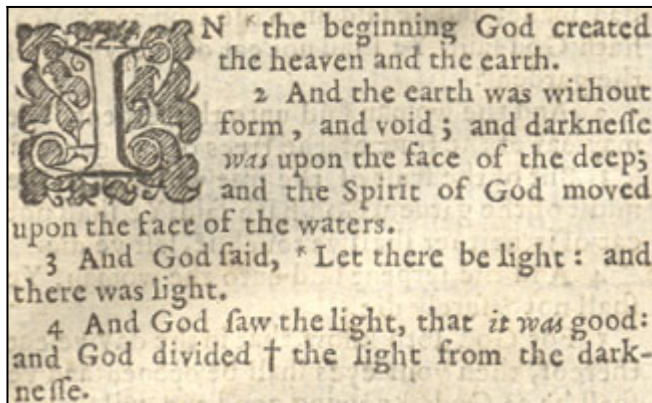 IN * the beginning God created
the heaven and the earth.
2 And the earth was without
form , and void ; and darkneſſe
was upon the face of the deep;
and the Spirit of God moved
upon the face of the waters.
3 And God ſaid, * Let there be light : and
there was light.
4 And God ſaw the light, that it was good:
and God divided † the light from the dark-
neſſe.